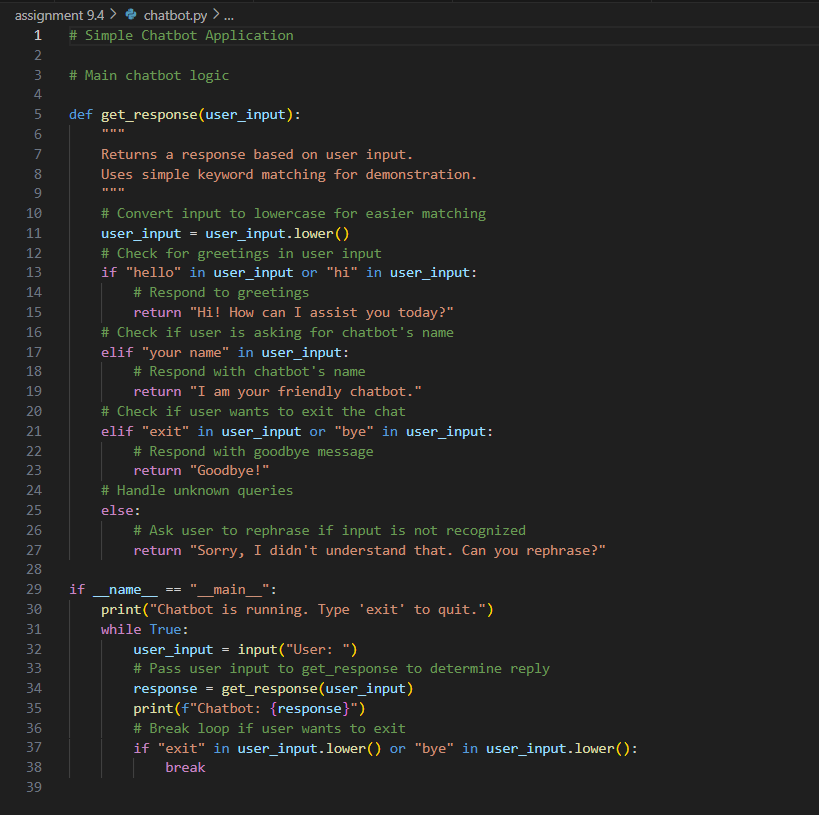 assignment 9.4 > chatbot.py > ...
1 # Simple Chatbot Application
2
3 # Main chatbot logic
4
5 def get_response(user_input):
6     """
7     Returns a response based on user input.
8     Uses simple keyword matching for demonstration.
9     """
10     # Convert input to lowercase for easier matching
11     user_input = user_input.lower()
12     # Check for greetings in user input
13     if "hello" in user_input or "hi" in user_input:
14         # Respond to greetings
15         return "Hi! How can I assist you today?"
16     # Check if user is asking for chatbot's name
17     elif "your name" in user_input:
18         # Respond with chatbot's name
19         return "I am your friendly chatbot."
20     # Check if user wants to exit the chat
21     elif "exit" in user_input or "bye" in user_input:
22         # Respond with goodbye message
23         return "Goodbye!"
24     # Handle unknown queries
25     else:
26         # Ask user to rephrase if input is not recognized
27         return "Sorry, I didn't understand that. Can you rephrase?"
28
29 if __name__ == "__main__":
30     print("Chatbot is running. Type 'exit' to quit.")
31     while True:
32         user_input = input("User: ")
33         # Pass user input to get_response to determine reply
34         response = get_response(user_input)
35         print(f"Chatbot: {response}")
36         # Break loop if user wants to exit
37         if "exit" in user_input.lower() or "bye" in user_input.lower():
38             break
39